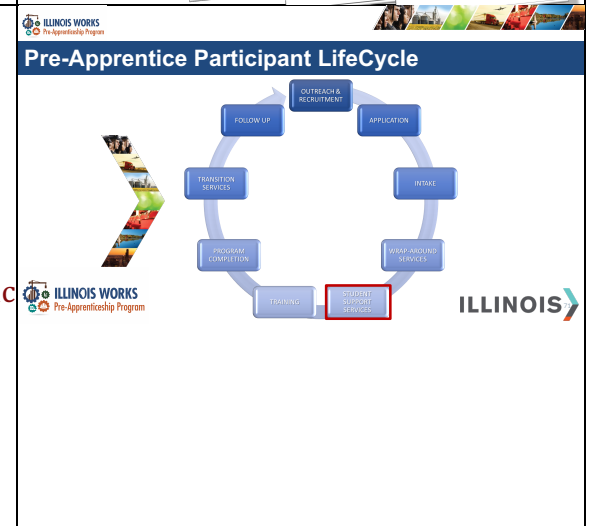 ILLINOIS WORKS
Pre-Apprenticeship Program
Pre-Apprentice Participant LifeCycle
OUTREACH &
RECRUITMENT
APPLICATION
INTAKE
WRAP-AROUND
SERVICES
STUDENT
SUPPORT
SERVICES
TRAINING
PROGRAM
COMPLETION
TRANSITION
SERVICES
FOLLOW UP
C
ILLINOIS WORKS
Pre-Apprenticeship Program
ILLINOIS